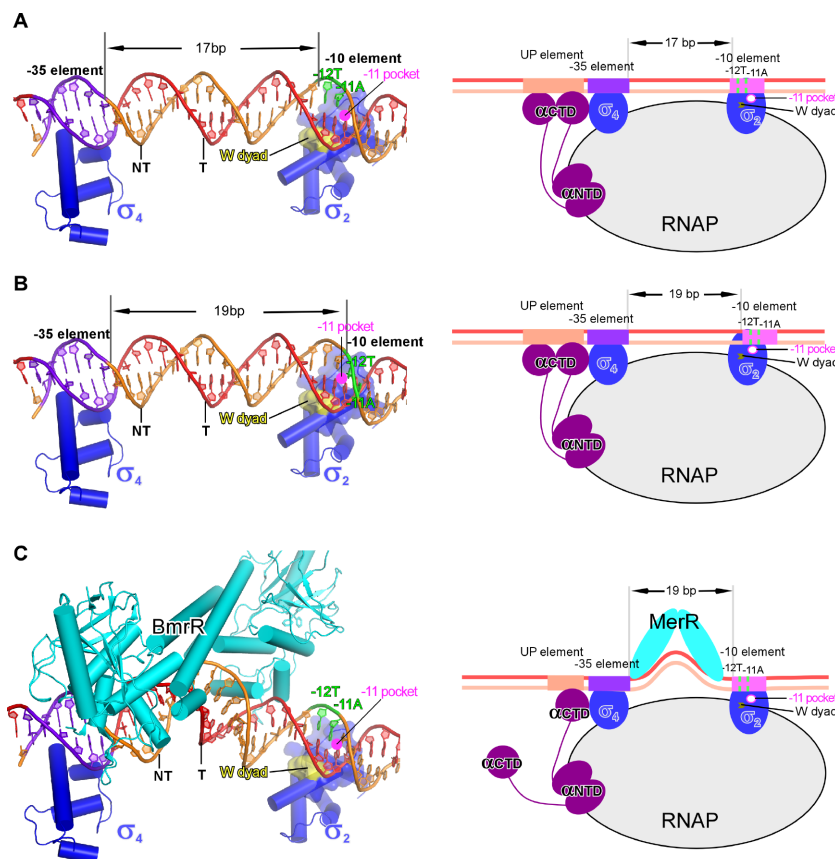 A
17bp
-35 element
-10 element
-12T
-11A
-11 pocket
W dyad
NT
T
σ4
σ2
17 bp
UP element
-35 element
-10 element
-12T
-11A
-11 pocket
W dyad
αCTD
σ4
σ2
αNTD
RNAP
B
19bp
-35 element
-11 pocket
-10 element
-12T
-11A
W dyad
NT
T
σ4
σ2
19 bp
UP element
-35 element
-10 element
-12T
-11A
-11 pocket
W dyad
αCTD
σ4
σ2
αNTD
RNAP
C
BmrR
-12T
-11A
-11 pocket
W dyad
NT
T
σ4
σ2
19 bp
MerR
UP element
-35 element
-10 element
-12T
-11A
-11 pocket
W dyad
αCTD
σ4
σ2
αCTD
αNTD
RNAP